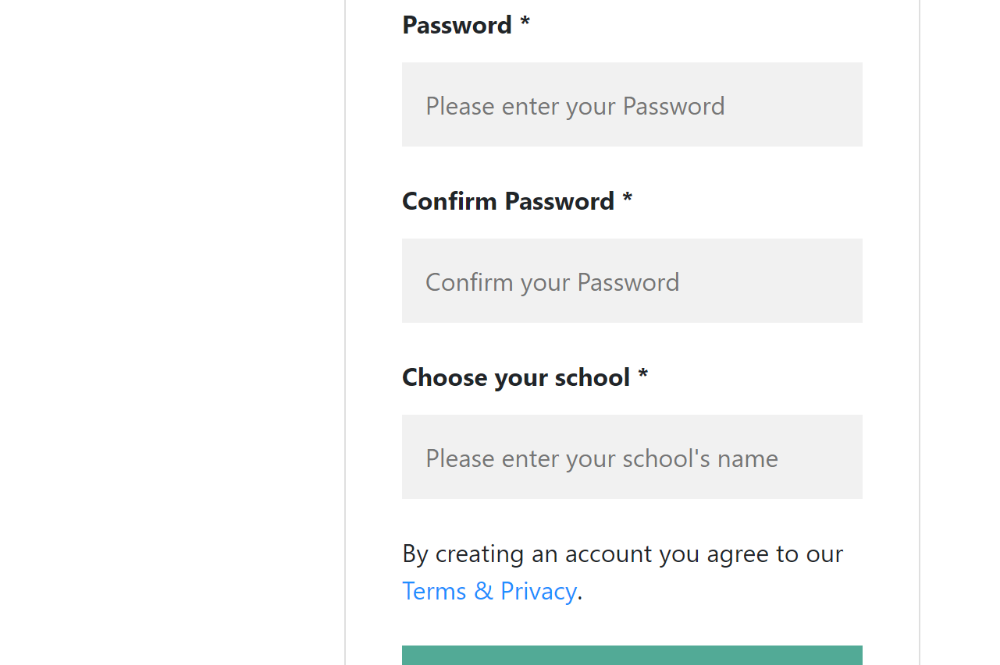 Password *
Please enter your Password
Confirm Password *
Confirm your Password
Choose your school *
Please enter your school's name
By creating an account you agree to our
Terms & Privacy.